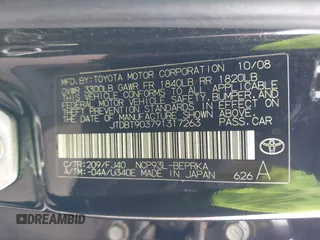 MFD. BY: TOYOTA MOTOR CORPORATION 10/08
GVWR 3300LB GAWR FR 1840LB RR 1820LB
THIS VEHICLE CONFORMS TO ALL APPLICABLE
FEDERAL MOTOR VEHICLE SAFETY, BUMPER, AND
THEFT PREVENTION STANDARDS IN EFFECT ON
THE DATE OF MANUFACTURE SHOWN ABOVE.
JTDBT903791317263 PASS.CAR
TOYOTA
C/TR: 209/FJ40 NCP93L-BEPRKA
A/TM: -04A/U340E MADE IN JAPAN 626 A
© DREAMBID.COM